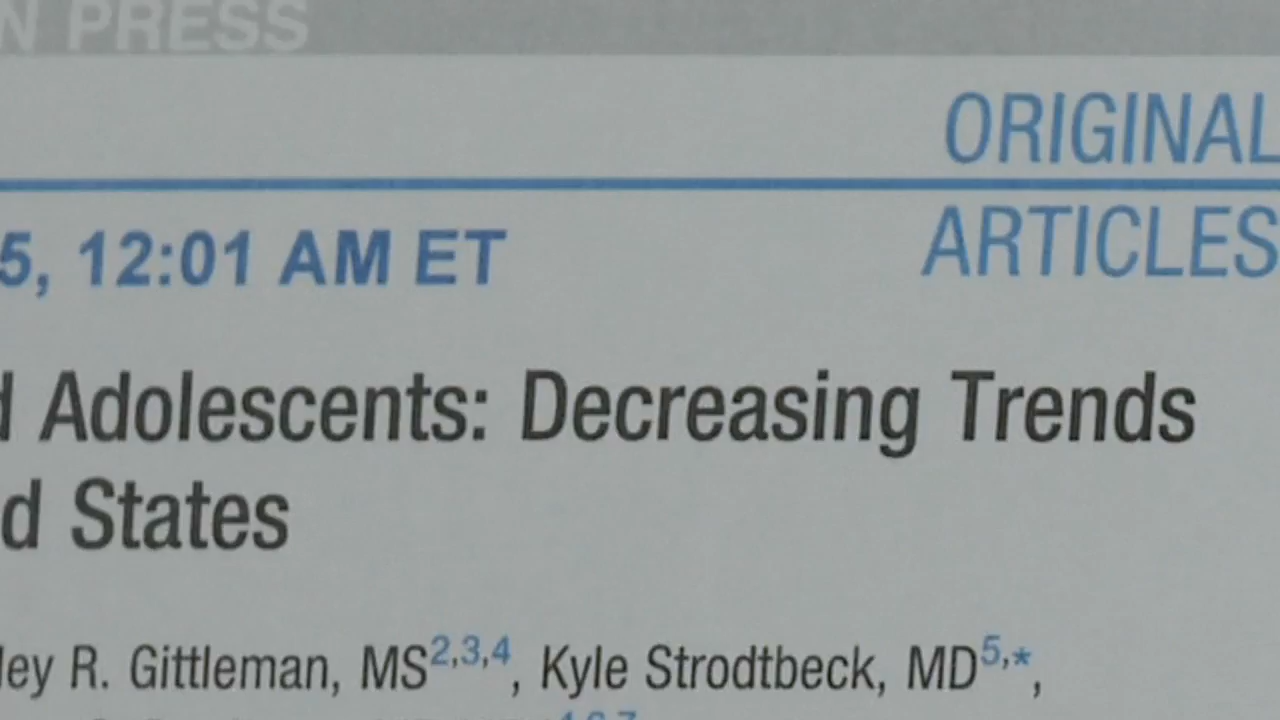 N PRESS
ORIGINAL
5, 12:01 AM ET
ARTICLES
d Adolescents: Decreasing Trends
d States
ley R. Gittleman, MS2,3,4, Kyle Strodtbeck, MD5,*,